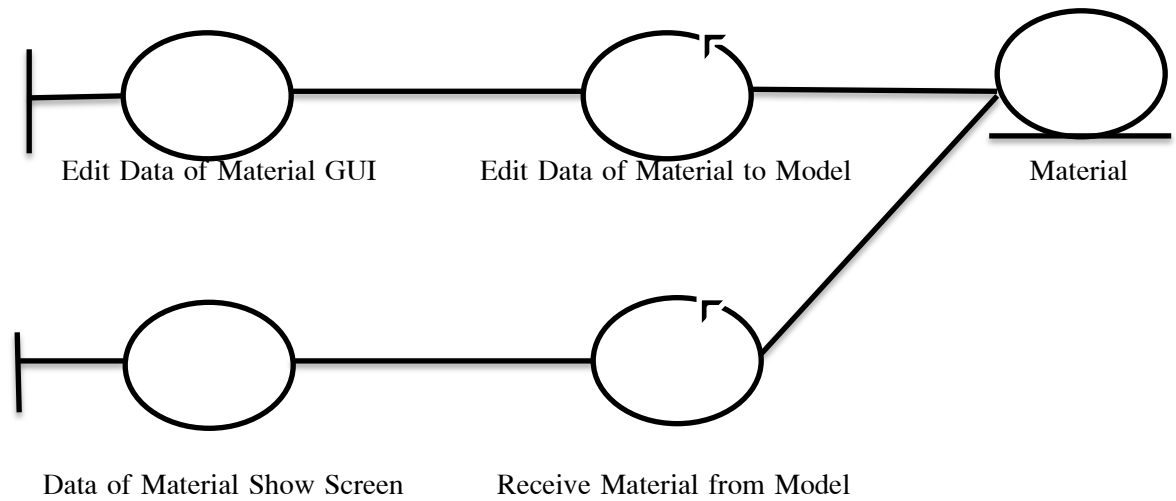 Edit Data of Material GUI
Edit Data of Material to Model
Material
Data of Material Show Screen
Receive Material from Model